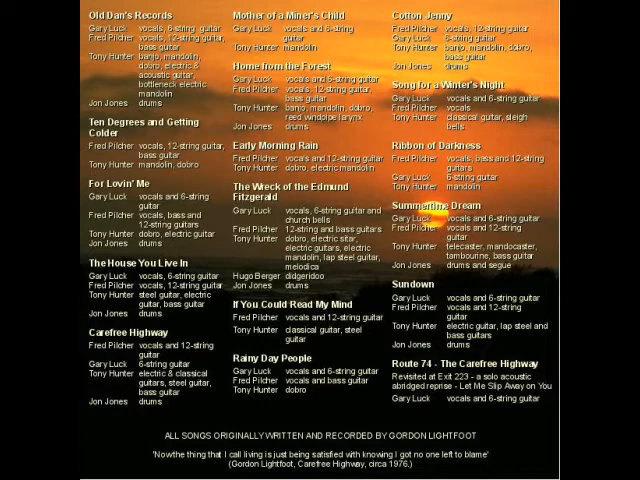 Old Dan's Records
Gary Luck vocals, 6-string guitar
Fred Pilcher vocals, 12-string guitar,
bass guitar
Tony Hunter banjo, mandolin,
dobro, electric &
acoustic guitar,
bottleneck electric
mandolin
Jon Jones drums
Ten Degrees and Getting
Colder
Fred Pilcher vocals, 12-string guitar,
bass guitar
Tony Hunter mandolin, dobro
For Lovin' Me
Gary Luck vocals and 6-string
guitar
Fred Pilcher vocals, bass and
12-string guitars
Tony Hunter dobro, electric guitar
Jon Jones drums
The House You Live In
Gary Luck vocals, 6-string guitar
Fred Pilcher vocals, 12-string guitar
Tony Hunter steel guitar, electric
guitar, bass guitar
Jon Jones drums
Carefree Highway
Fred Pilcher vocals and 12-string
guitar
Gary Luck 6-string guitar
Tony Hunter electric & classical
guitars, steel guitar,
bass guitar
Jon Jones drums
Mother of a Miner's Child
Gary Luck vocals and 6-string
guitar
Tony Hunter mandolin
Home from the Forest
Gary Luck vocals and 6-string guitar
Fred Pilcher vocals, 12-string guitar,
bass guitar
Tony Hunter banjo, mandolin, dobro,
reed windpipe larynx
Jon Jones drums
Early Morning Rain
Fred Pilcher vocals and 12-string guitar
Tony Hunter dobro, electric mandolin
The Wreck of the Edmund
Fitzgerald
Gary Luck vocals, 6-string guitar and
church bells
Fred Pilcher 12-string and bass guitars
Tony Hunter dobro, electric sitar,
electric guitars, electric
mandolin, lap steel guitar,
melodica
Hugo Berger didgeridoo
Jon Jones drums
If You Could Read My Mind
Fred Pilcher vocals and 12-string guitar
Tony Hunter classical guitar, steel
guitar
Rainy Day People
Gary Luck vocals and 6-string guitar
Fred Pilcher vocals and bass guitar
Tony Hunter dobro
Cotton Jenny
Fred Pilcher vocals, 12-string guitar
Gary Luck vocals and 6-string guitar
Tony Hunter banjo, mandolin, dobro,
bass guitar
Jon Jones drums
Song for a Winter's Night
Gary Luck vocals and 6-string guitar
Fred Pilcher vocals
Tony Hunter classical guitar, sleigh
bells
Ribbon of Darkness
Fred Pilcher vocals, bass and 12-string
guitars
Gary Luck 6-string guitar
Tony Hunter mandolin
Summertime Dream
Gary Luck vocals and 6-string guitar
Fred Pilcher vocals and 12-string
guitar
Tony Hunter telecaster, mandocaster,
tambourine, bass guitar
Jon Jones drums and segue
Sundown
Gary Luck vocals and 6-string guitar
Fred Pilcher vocals and 12-string
guitar
Tony Hunter electric guitar, lap steel and
bass guitars
Jon Jones drums
Route 74 - The Carefree Highway
Revisited at Exit 223 - a solo acoustic
abridged reprise - Let Me Slip Away on You
Gary Luck vocals and 6-string guitar
ALL SONGS ORIGINALLY WRITTEN AND RECORDED BY GORDON LIGHTFOOT
'Now the thing that I call living is just being satisfied with knowing I got no one left to blame'
(Gordon Lightfoot, Carefree Highway, circa 1976.)